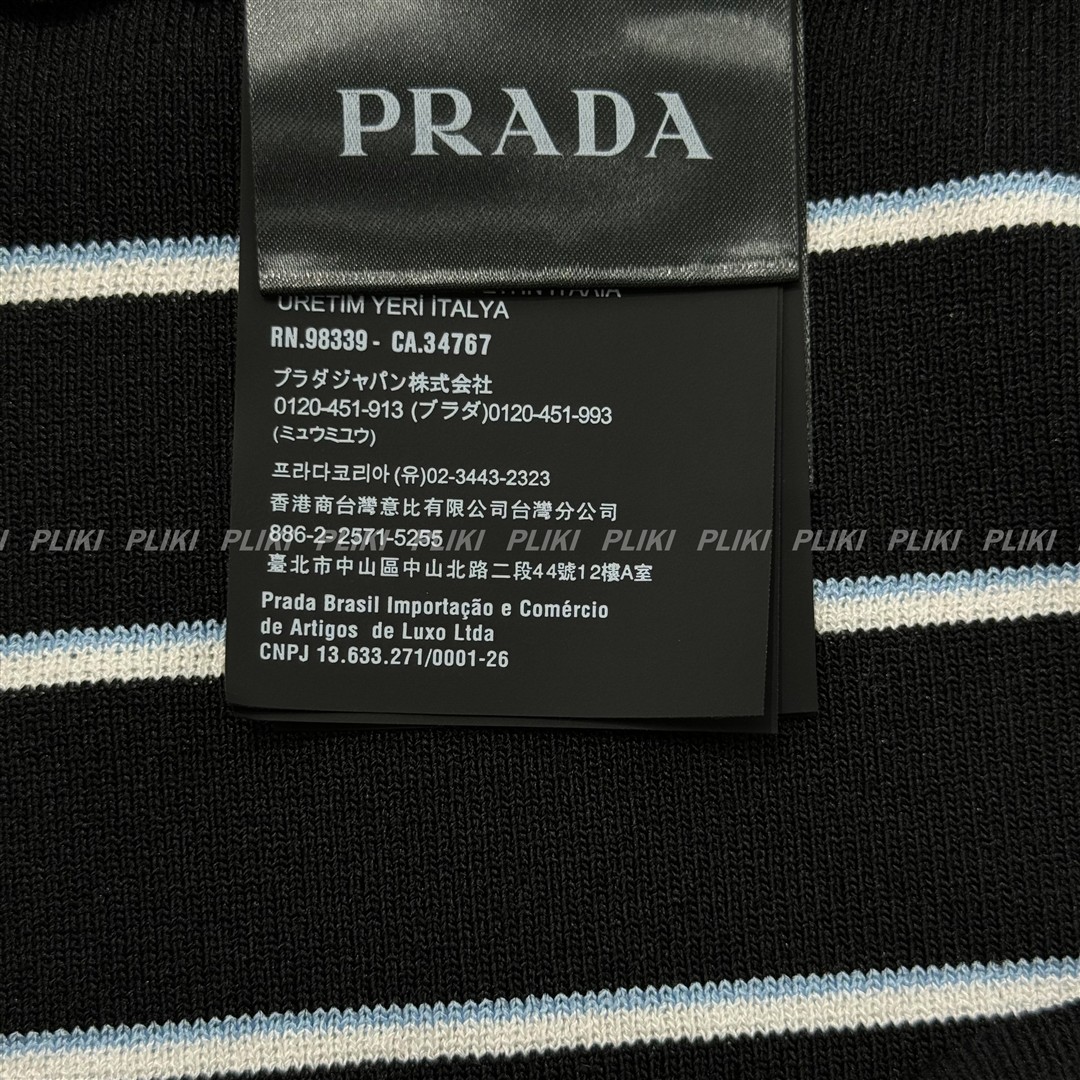 PRADA
ÜRETİM YERİ İTALYA
RN.98339 - CA.34767
プラダジャパン株式会社
0120-451-913 (プラダ)0120-451-993
(ミュウミユウ)
프라다코리아(유)02-3443-2323
香港商台灣意比有限公司台灣分公司
886-2-2571-5255
PLIKI PLIKI PLIKI PLIKI PLIKI PLIKI PLIKI PLIKI PLIKI PLIKI PLIKI
臺北市中山區中山北路二段44號12樓A室
Prada Brasil Importação e Comércio
de Artigos de Luxo Ltda
CNPJ 13.633.271/0001-26